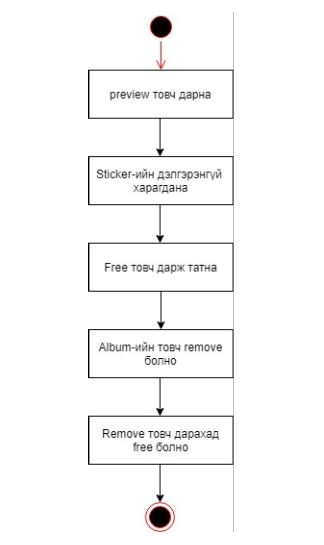 preview товч дарна
Sticker-ийн дэлгэрэнгүй
харагдана
Free товч дарж татна
Album-ийн товч remove
болно
Remove товч дарахад
free болно